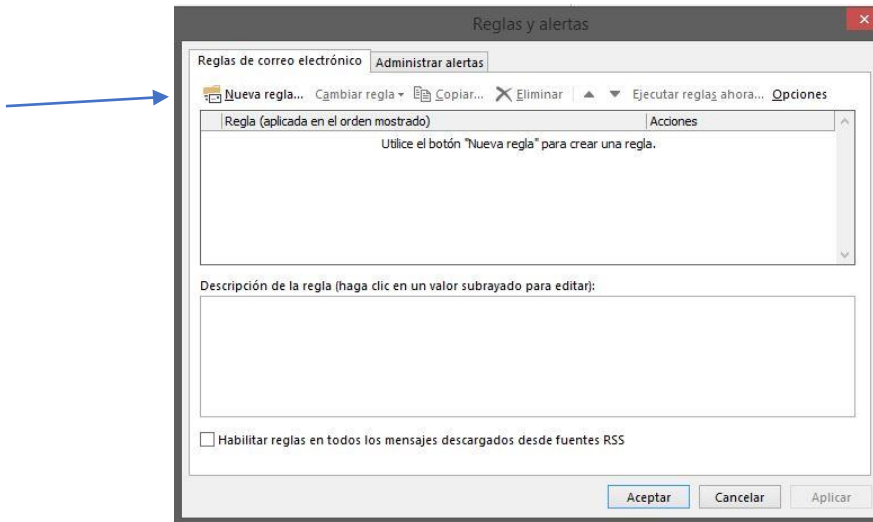 Reglas y alertas
Reglas de correo electrónico Administrar alertas
Nueva regla... Cambiar regla Copiar... Eliminar Ejecutar reglas ahora... Opciones
Regla (aplicada en el orden mostrado) Acciones
Utilice el botón "Nueva regla" para crear una regla.
Descripción de la regla (haga clic en un valor subrayado para editar):
Habilitar reglas en todos los mensajes descargados desde fuentes RSS
Aceptar Cancelar Aplicar